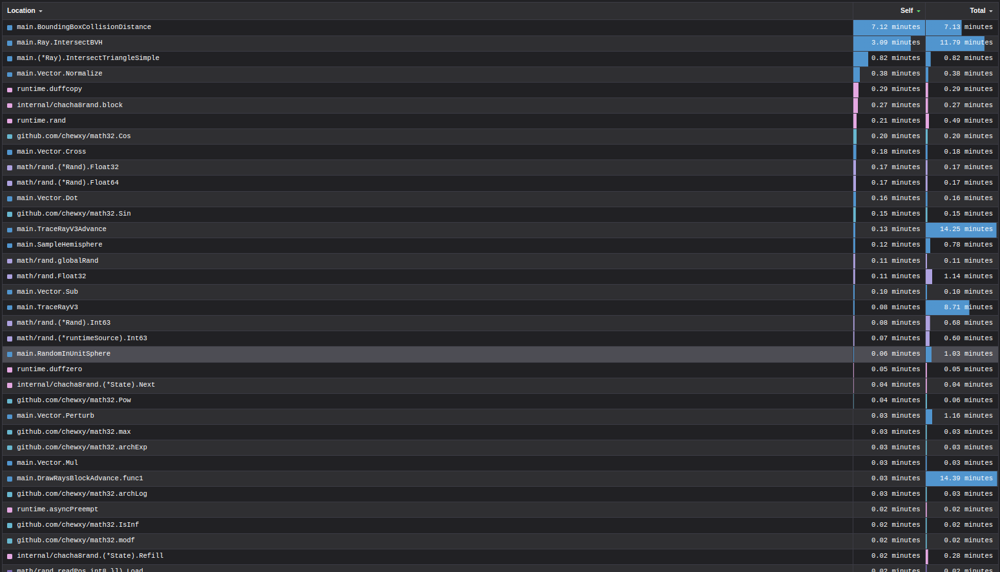 Location Self Total
main.BoundingBoxCollisionDistance 7.12 minutes 7.13 minutes
main.Ray.IntersectBVH 3.09 minutes 11.79 minutes
main.(*Ray).IntersectTriangleSimple 0.82 minutes 0.82 minutes
main.Vector.Normalize 0.38 minutes 0.38 minutes
runtime.duffcopy 0.29 minutes 0.29 minutes
internal/chacha8rand.block 0.27 minutes 0.27 minutes
runtime.rand 0.21 minutes 0.49 minutes
github.com/chewxy/math32.Cos 0.20 minutes 0.20 minutes
main.Vector.Cross 0.18 minutes 0.18 minutes
math/rand.(*Rand).Float32 0.17 minutes 0.17 minutes
math/rand.(*Rand).Float64 0.17 minutes 0.17 minutes
main.Vector.Dot 0.16 minutes 0.16 minutes
github.com/chewxy/math32.Sin 0.15 minutes 0.15 minutes
main.TraceRayV3Advance 0.13 minutes 14.25 minutes
main.SampleHemisphere 0.12 minutes 0.78 minutes
math/rand.globalRand 0.11 minutes 0.11 minutes
math/rand.Float32 0.11 minutes 1.14 minutes
main.Vector.Sub 0.10 minutes 0.10 minutes
main.TraceRayV3 0.08 minutes 8.71 minutes
math/rand.(*Rand).Int63 0.08 minutes 0.68 minutes
math/rand.(*runtimeSource).Int63 0.07 minutes 0.60 minutes
main.RandomInUnitSphere 0.06 minutes 1.03 minutes
runtime.duffzero 0.05 minutes 0.05 minutes
internal/chacha8rand.(*State).Next 0.04 minutes 0.04 minutes
github.com/chewxy/math32.Pow 0.04 minutes 0.06 minutes
main.Vector.Perturb 0.03 minutes 1.16 minutes
github.com/chewxy/math32.max 0.03 minutes 0.03 minutes
github.com/chewxy/math32.archExp 0.03 minutes 0.03 minutes
main.Vector.Mul 0.03 minutes 0.03 minutes
main.DrawRaysBlockAdvance.func1 0.03 minutes 14.39 minutes
github.com/chewxy/math32.archLog 0.03 minutes 0.03 minutes
runtime.asyncPreempt 0.02 minutes 0.02 minutes
github.com/chewxy/math32.IsInf 0.02 minutes 0.02 minutes
github.com/chewxy/math32.modf 0.02 minutes 0.02 minutes
internal/chacha8rand.(*State).Refill 0.02 minutes 0.28 minutes
math/rand.readPos int8 }]).Load 0.02 minutes 0.02 minutes